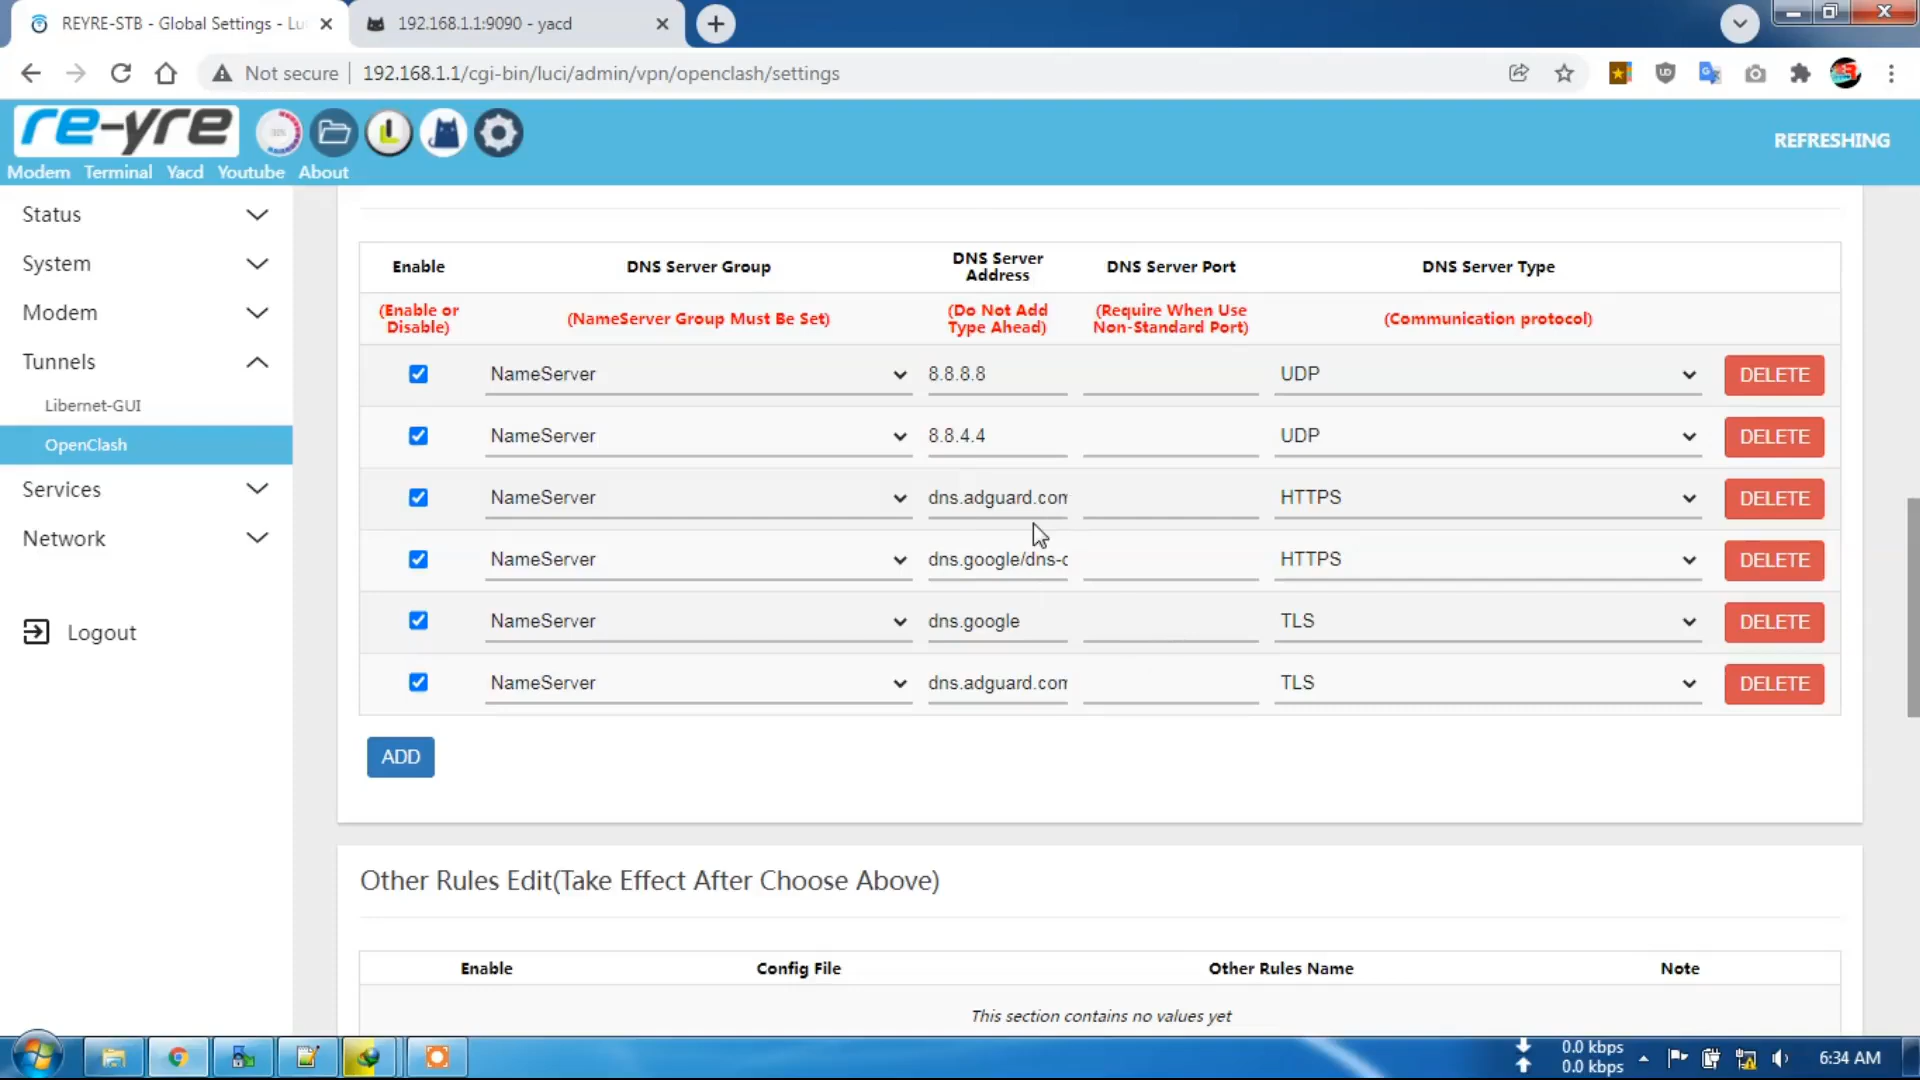 REYRE-STB - Global Settings - Lu
192.168.1.1:9090 - yacd
Not secure
192.168.1.1/cgi-bin/luci/admin/vpn/openclash/settings
re-yre
REFRESHING
Modem Terminal Yacd Youtube About
Status
System
Modem
Tunnels
Libernet-GUI
OpenClash
Services
Network
Logout
Enable
DNS Server Group
DNS Server
Address
DNS Server Port
DNS Server Type
(Enable or
Disable)
(NameServer Group Must Be Set)
(Do Not Add
Type Ahead)
(Require When Use
Non-Standard Port)
(Communication protocol)
NameServer 8.8.8.8 UDP DELETE
NameServer 8.8.4.4 UDP DELETE
NameServer dns.adguard.com HTTPS DELETE
NameServer dns.google/dns- HTTPS DELETE
NameServer dns.google TLS DELETE
NameServer dns.adguard.com TLS DELETE
ADD
Other Rules Edit(Take Effect After Choose Above)
Enable Config File Other Rules Name Note
This section contains no values yet
0.0 kbps
0.0 kbps
6:34 AM